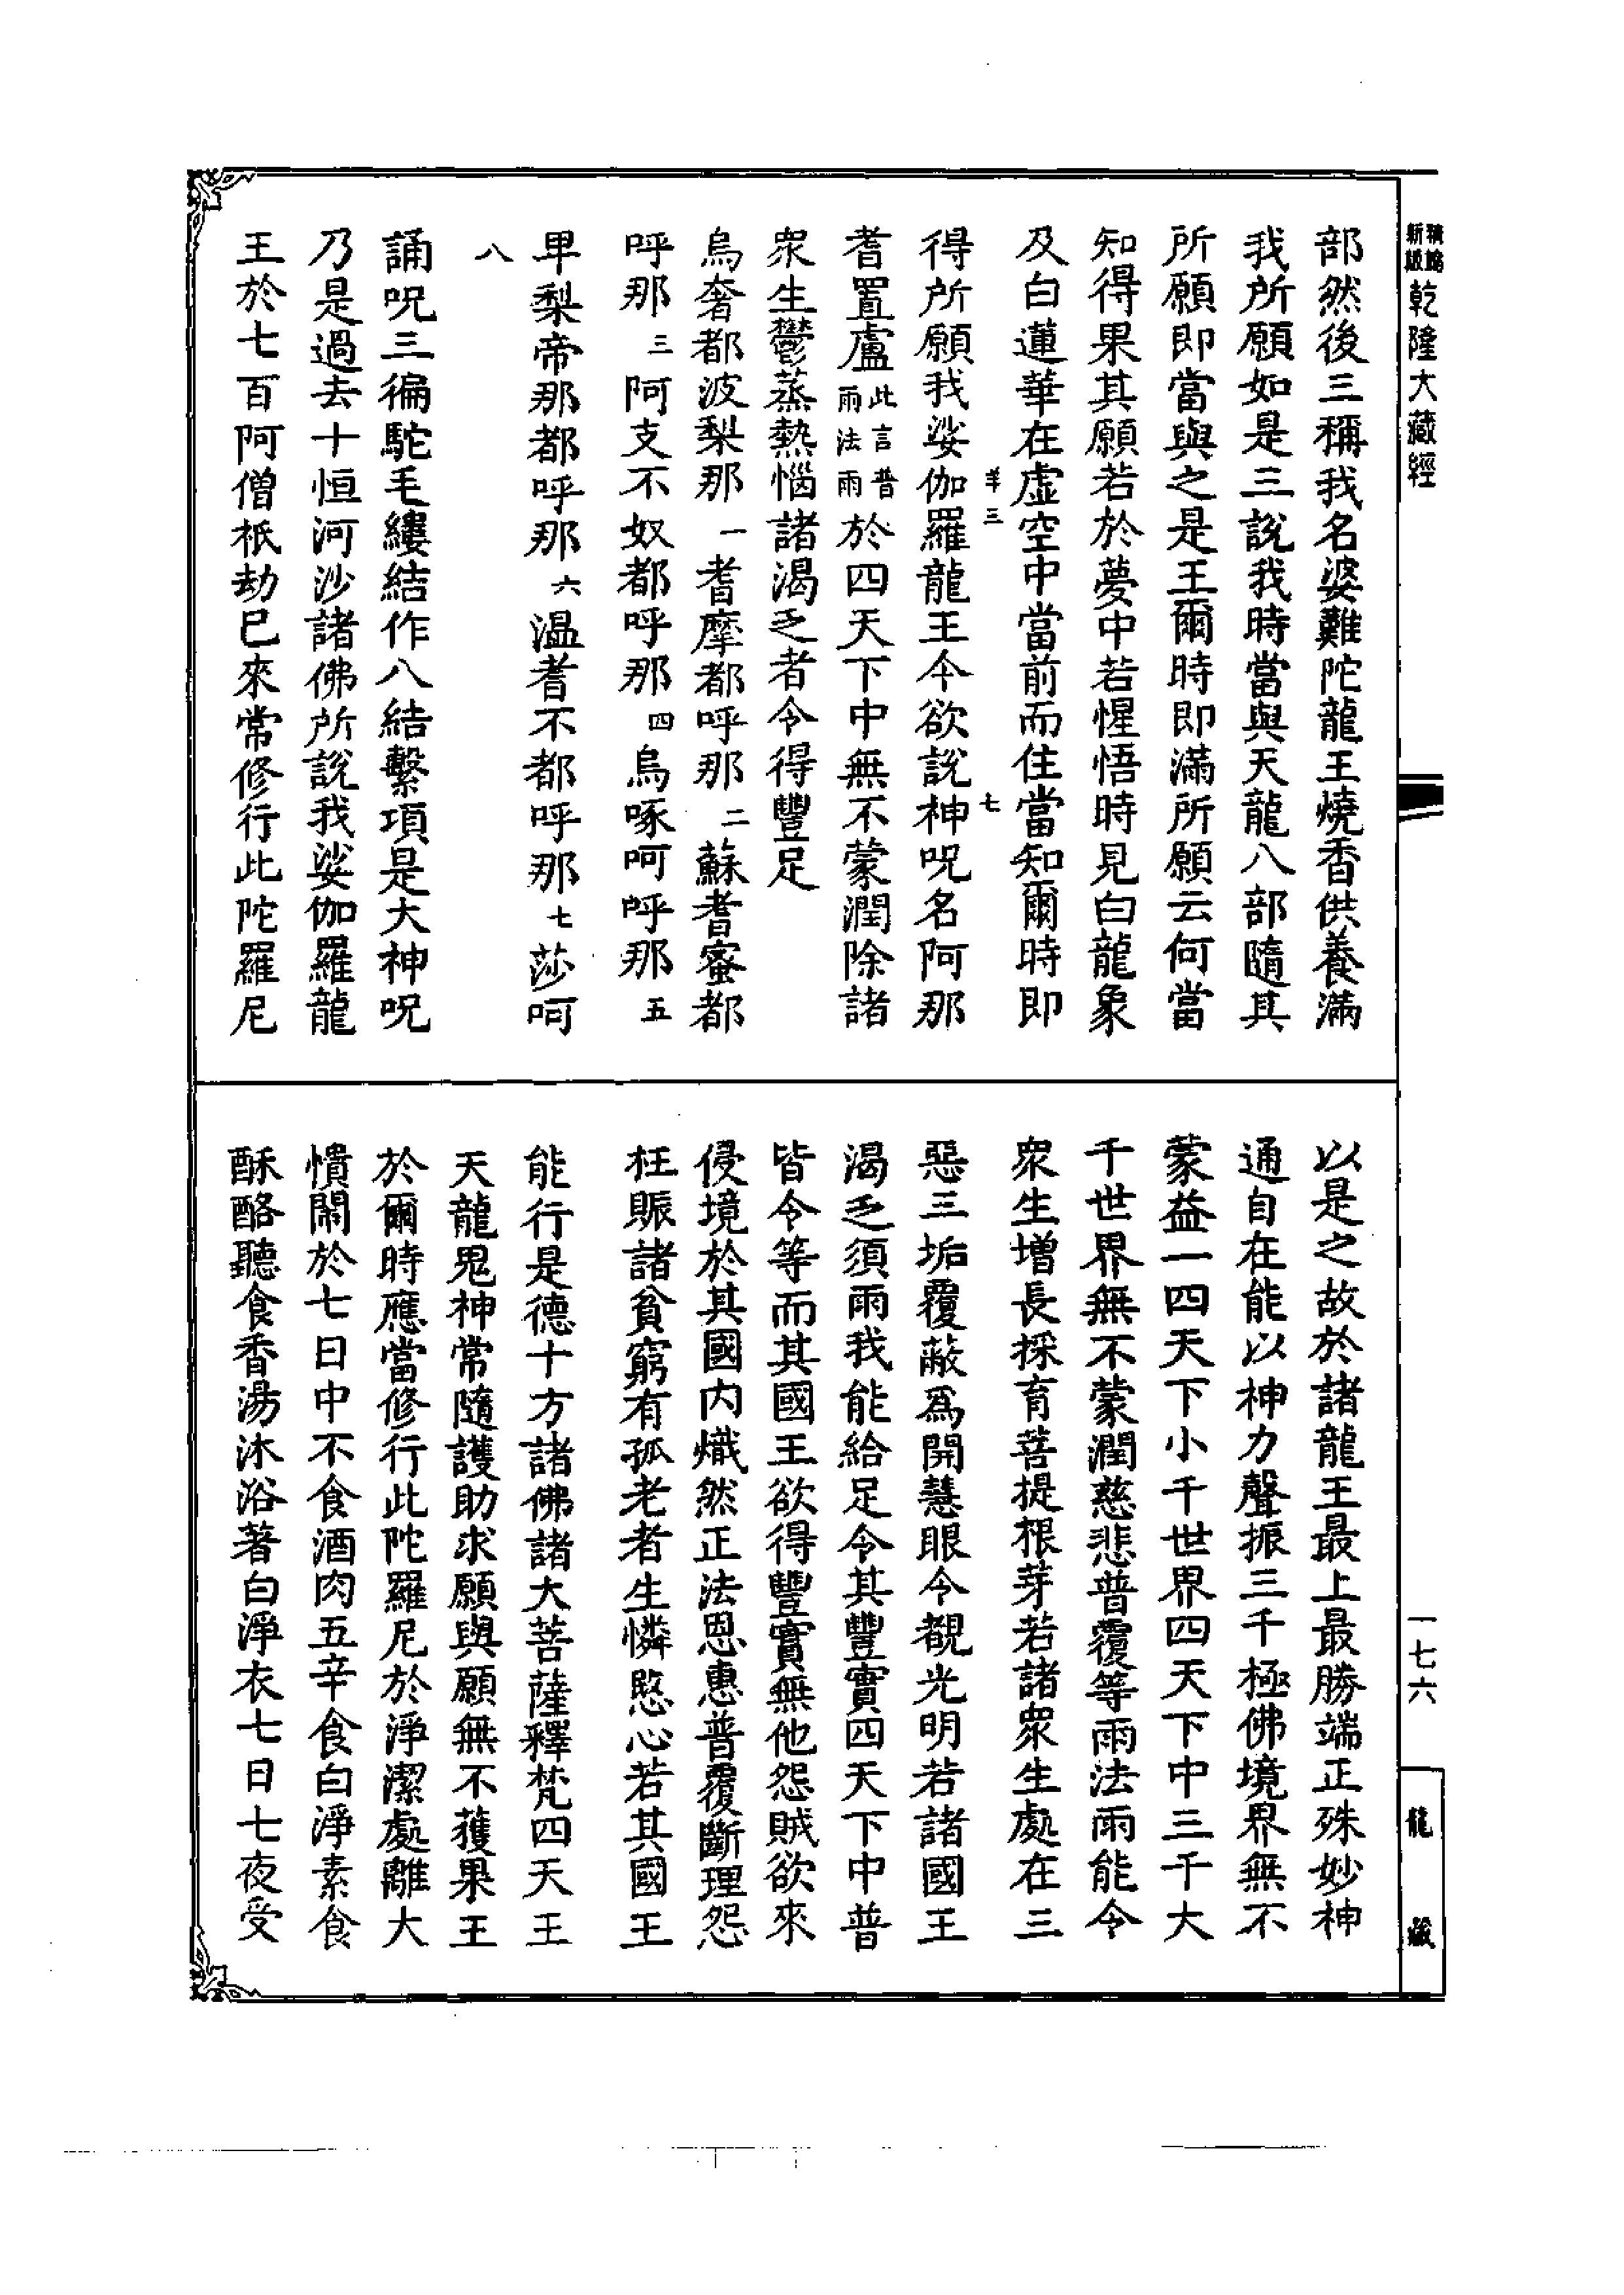 新版
乾隆大藏經
一七六
龍藏
部然後三稱我名婆難陀龍王燒香供養滿
我所願如是三說我時當與天龍八部隨其
所願即當與之是王爾時即滿所願云何當
知得果其願若於夢中若惺悟時見白龍象
及白蓮華在虛空中當前而住當知爾時即
羊三 七
得所願我娑伽羅龍王今欲說神呪名阿那
耆置盧此言普雨法雨於四天下中無不蒙潤除諸
衆生鬱蒸熱惱諸渴乏者令得豐足
烏奢都波梨那一耆摩都呼那二蘇耆蜜都
呼那三阿支不奴都呼那四烏啄呵呼那五
卑梨帝那都呼那六溫耆不都呼那七莎呵
八
誦呪三徧駝毛縷結作八結繫項是大神呪
乃是過去十恒河沙諸佛所說我娑伽羅龍
王於七百阿僧祇劫巳來常修行此陀羅尼
以是之故於諸龍王最上最勝端正殊妙神
通自在能以神力聲振三千極佛境界無不
蒙益一四天下小千世界四天下中三千大
千世界無不蒙潤慈悲普覆等雨法雨能令
衆生增長採育菩提根芽若諸衆生處在三
惡三垢覆蔽爲開慧眼令覩光明若諸國王
渴乏須雨我能給足令其豐實四天下中普
皆令等而其國王欲得豐實無他怨賊欲來
侵境於其國内熾然正法恩惠普覆斷理怨
枉賑諸貧窮有孤老者生憐愍心若其國王
能行是德十方諸佛諸大菩薩釋梵四天王
天龍鬼神常隨護助求願與願無不獲果王
於爾時應當修行此陀羅尼於淨潔處離大
憒閙於七日中不食酒肉五辛食白淨素食
酥酪聽食香湯沐浴著白淨衣七日七夜受